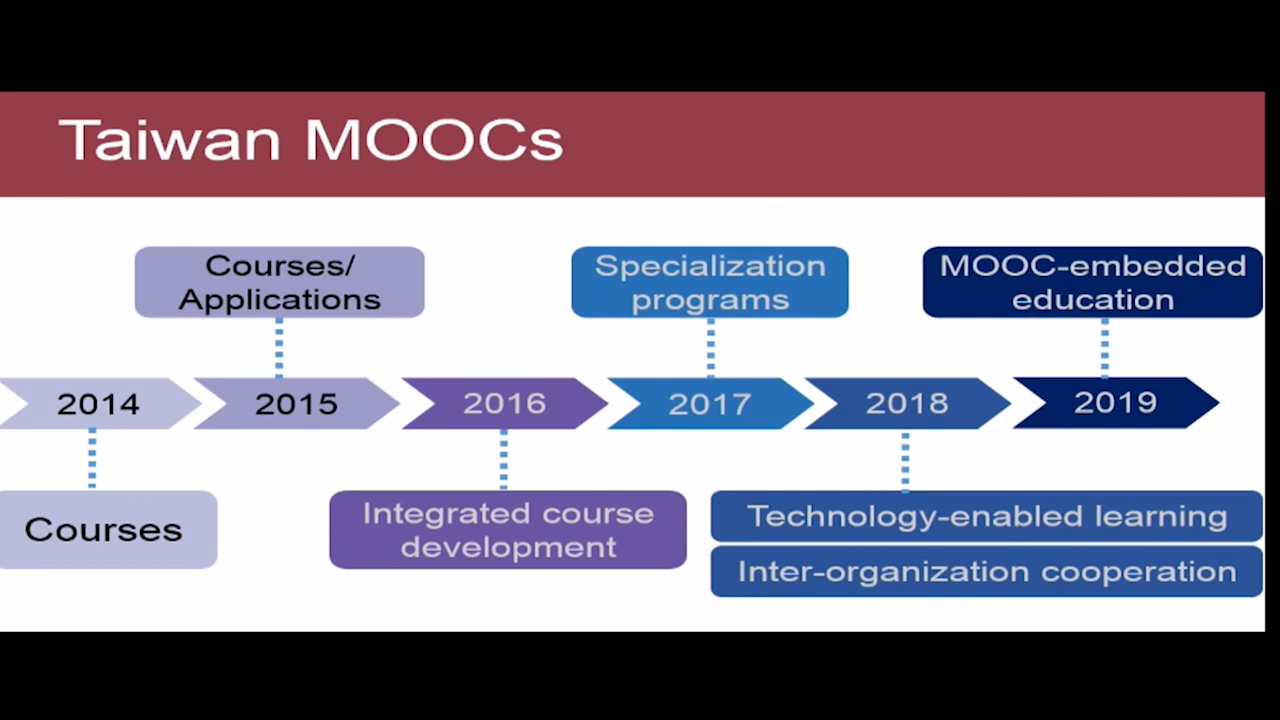 Taiwan MOOCs
Courses/
Applications
Specialization
programs
MOOC-embedded
education
2014
2015
2016
2017
2018
2019
Courses
Integrated course
development
Technology-enabled learning
Inter-organization cooperation